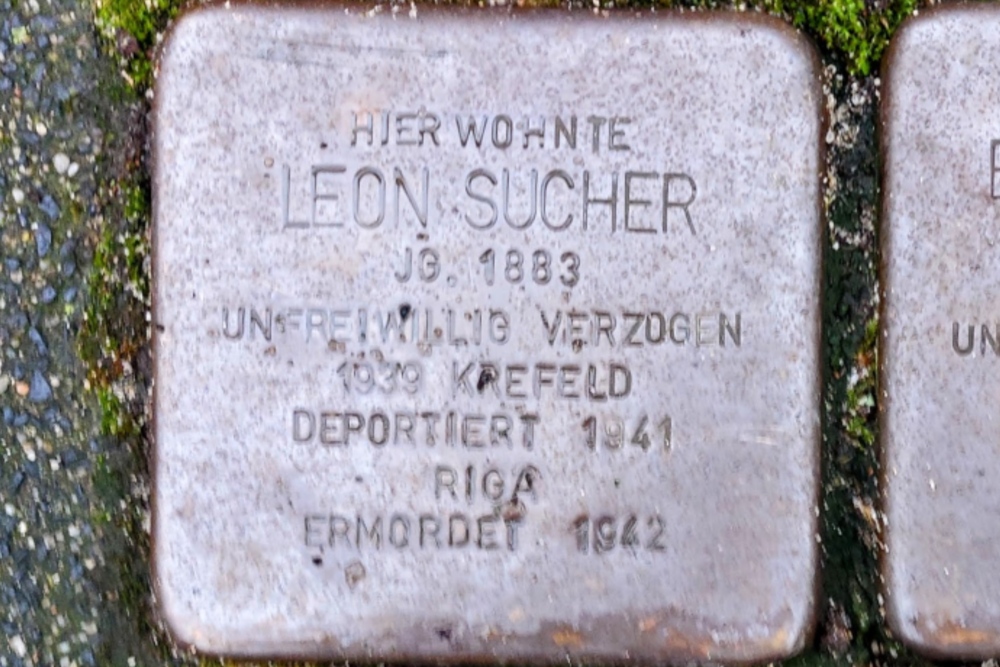 HIER WOHNTE
LEON SUCHER
JG. 1883
UNFREIWILLIG VERZOGEN
1939 KREFELD
DEPORTIERT 1941
RIGA
ERMORDET 1942